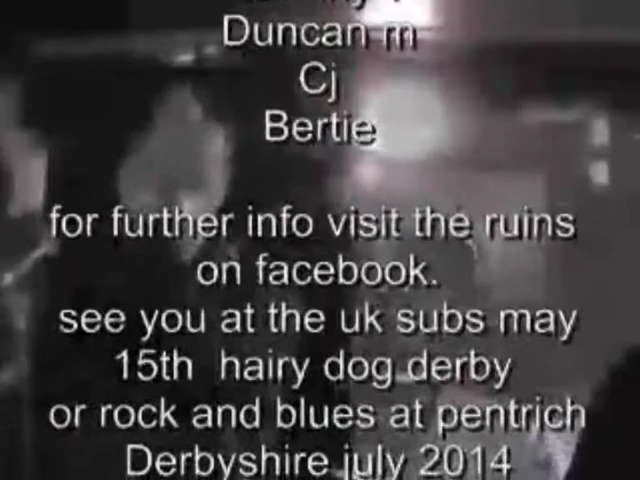 Duncan m
Cj
Bertie
for further info visit the ruins
on facebook.
see you at the uk subs may
15th hairy dog derby
or rock and blues at pentrich
Derbyshire july 2014